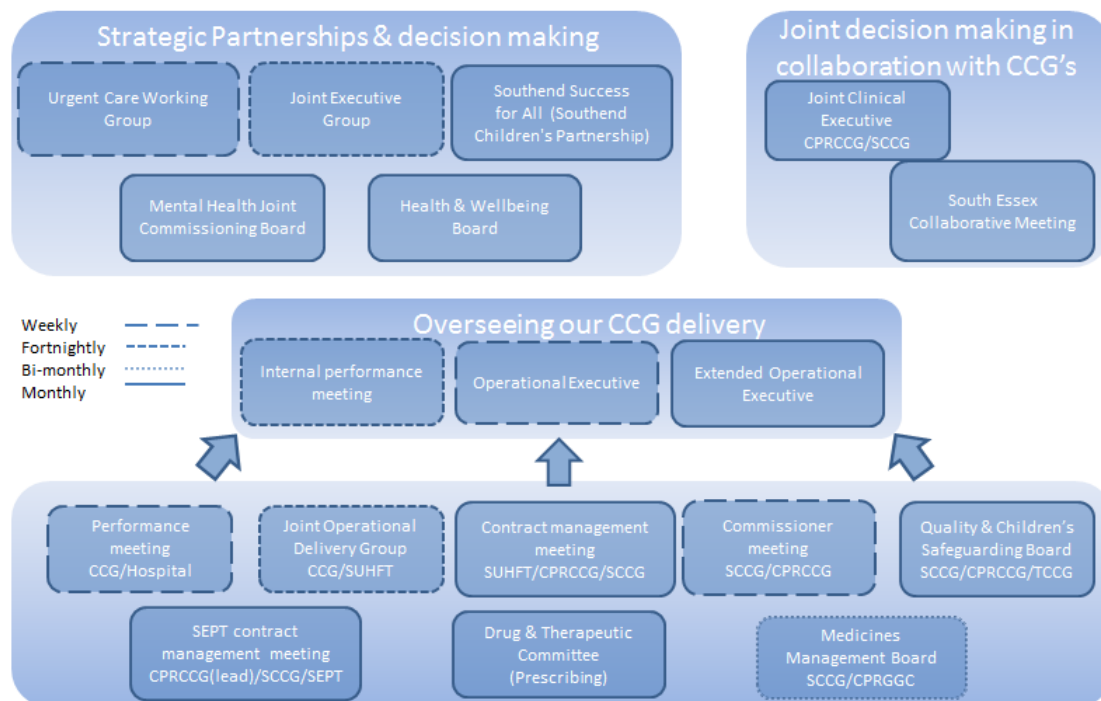 Strategic Partnerships & decision making
Urgent Care Working
Group
Joint Executive
Group
Southend Success
for All (Southend
Children's Partnership)
Mental Health Joint
Commissioning Board
Health & Wellbeing
Board
Joint decision making in
collaboration with CCG's
Joint Clinical
Executive
CPRCCG/SCCG
South Essex
Collaborative Meeting
Weekly
Fortnightly
Bi-monthly
Monthly
Overseeing our CCG delivery
Internal performance
meeting
Operational Executive
Extended Operational
Executive
Performance
meeting
CCG/Hospital
Joint Operational
Delivery Group
CCG/SUHFT
Contract management
meeting
SUHFT/CPRCCG/SCCG
Commissioner
meeting
SCCG/CPRCCG
Quality & Children's
Safeguarding Board
SCCG/CPRCCG/TCCG
SEPT contract
management meeting
CPRCCG(lead)/SCCG/SEPT
Drug & Therapeutic
Committee
(Prescribing)
Medicines
Management Board
SCCG/CPRGGC